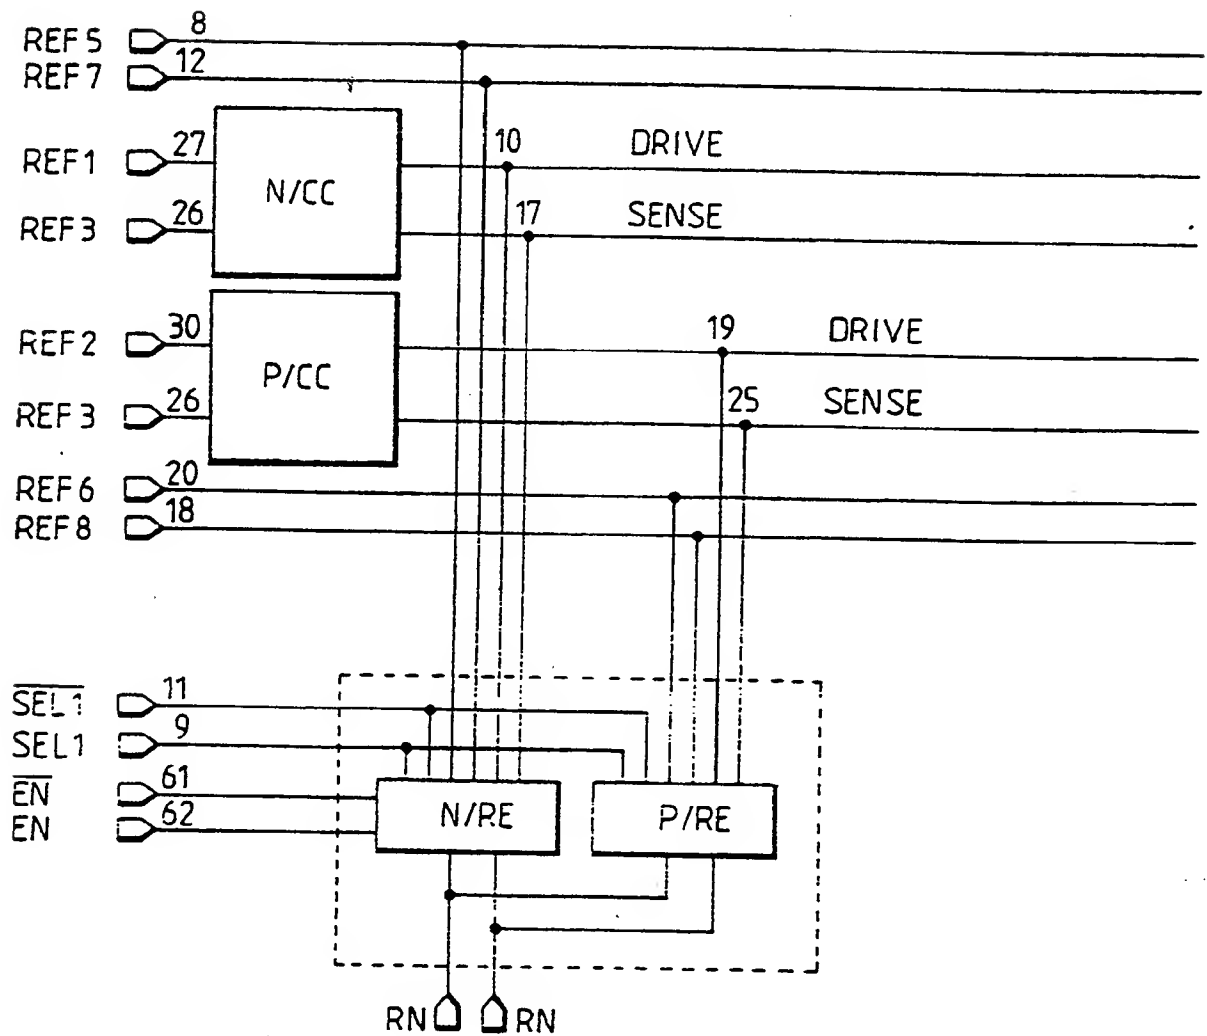 REF5 8
REF7 12
REF1 27
N/CC
10 DRIVE
REF3 26
17 SENSE
REF2 30
P/CC
19 DRIVE
REF3 26
25 SENSE
REF6 20
REF8 18
SEL1 11
SEL1 9
EN 61
EN 62
N/RE P/RE
RN RN